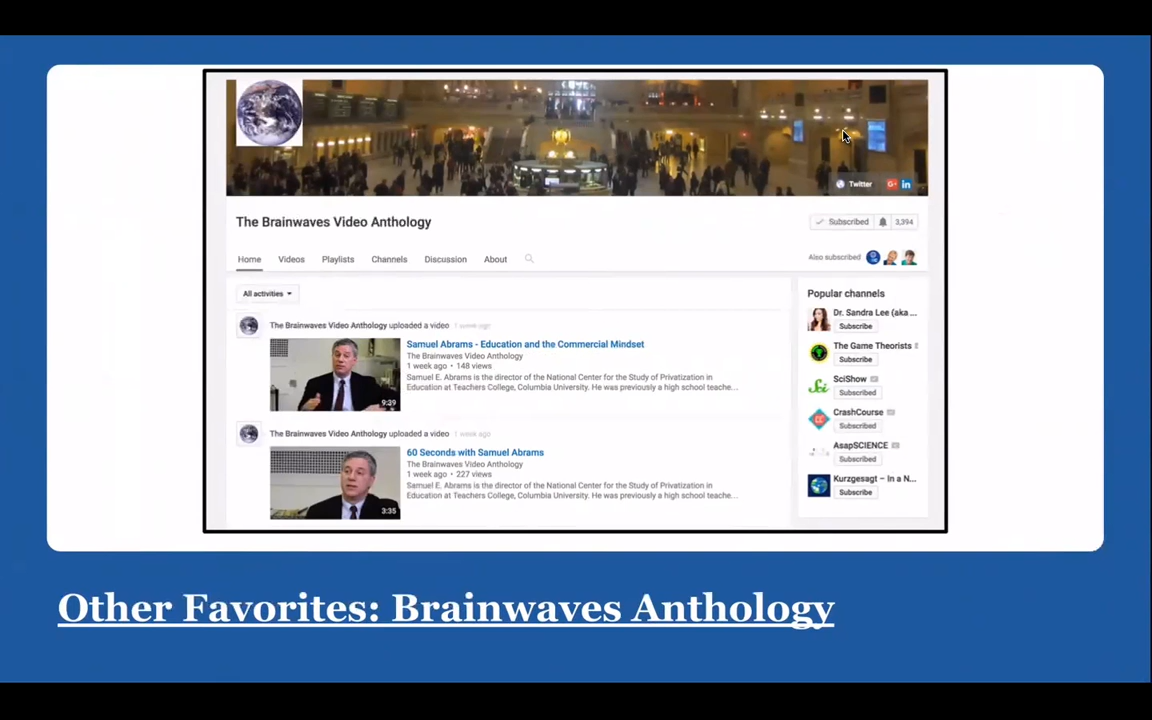 Twitter
The Brainwaves Video Anthology
Subscribed 3,394
Home Videos Playlists Channels Discussion About
Also subscribed
All activities
Popular channels
The Brainwaves Video Anthology uploaded a video 1 week ago
Samuel Abrams - Education and the Commercial Mindset
The Brainwaves Video Anthology
1 week ago • 148 views
Samuel E. Abrams is the director of the National Center for the Study of Privatization in
Education at Teachers College, Columbia University. He was previously a high school teache...
9:39
The Brainwaves Video Anthology uploaded a video 1 week ago
60 Seconds with Samuel Abrams
The Brainwaves Video Anthology
1 week ago • 227 views
Samuel E. Abrams is the director of the National Center for the Study of Privatization in
Education at Teachers College, Columbia University. He was previously a high school teache...
3:35
Dr. Sandra Lee (aka ...
Subscribe
The Game Theorists
Subscribe
SciShow
Subscribed
CrashCourse
Subscribed
AsapSCIENCE
Subscribed
Kurzgesagt – In a N...
Subscribe
Other Favorites: Brainwaves Anthology